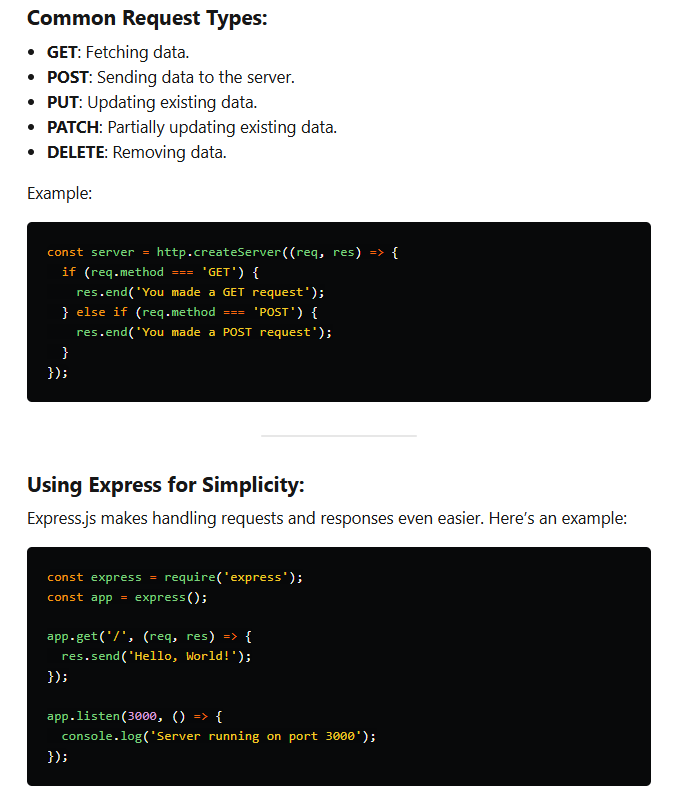 Common Request Types:
• GET: Fetching data.
• POST: Sending data to the server.
• PUT: Updating existing data.
• PATCH: Partially updating existing data.
• DELETE: Removing data.
Example:
const server = http.createServer((req, res) => {
  if (req.method === 'GET') {
    res.end('You made a GET request');
  } else if (req.method === 'POST') {
    res.end('You made a POST request');
  }
});
Using Express for Simplicity:
Express.js makes handling requests and responses even easier. Here’s an example:
const express = require('express');
const app = express();
app.get('/', (req, res) => {
  res.send('Hello, World!');
});
app.listen(3000, () => {
  console.log('Server running on port 3000');
});